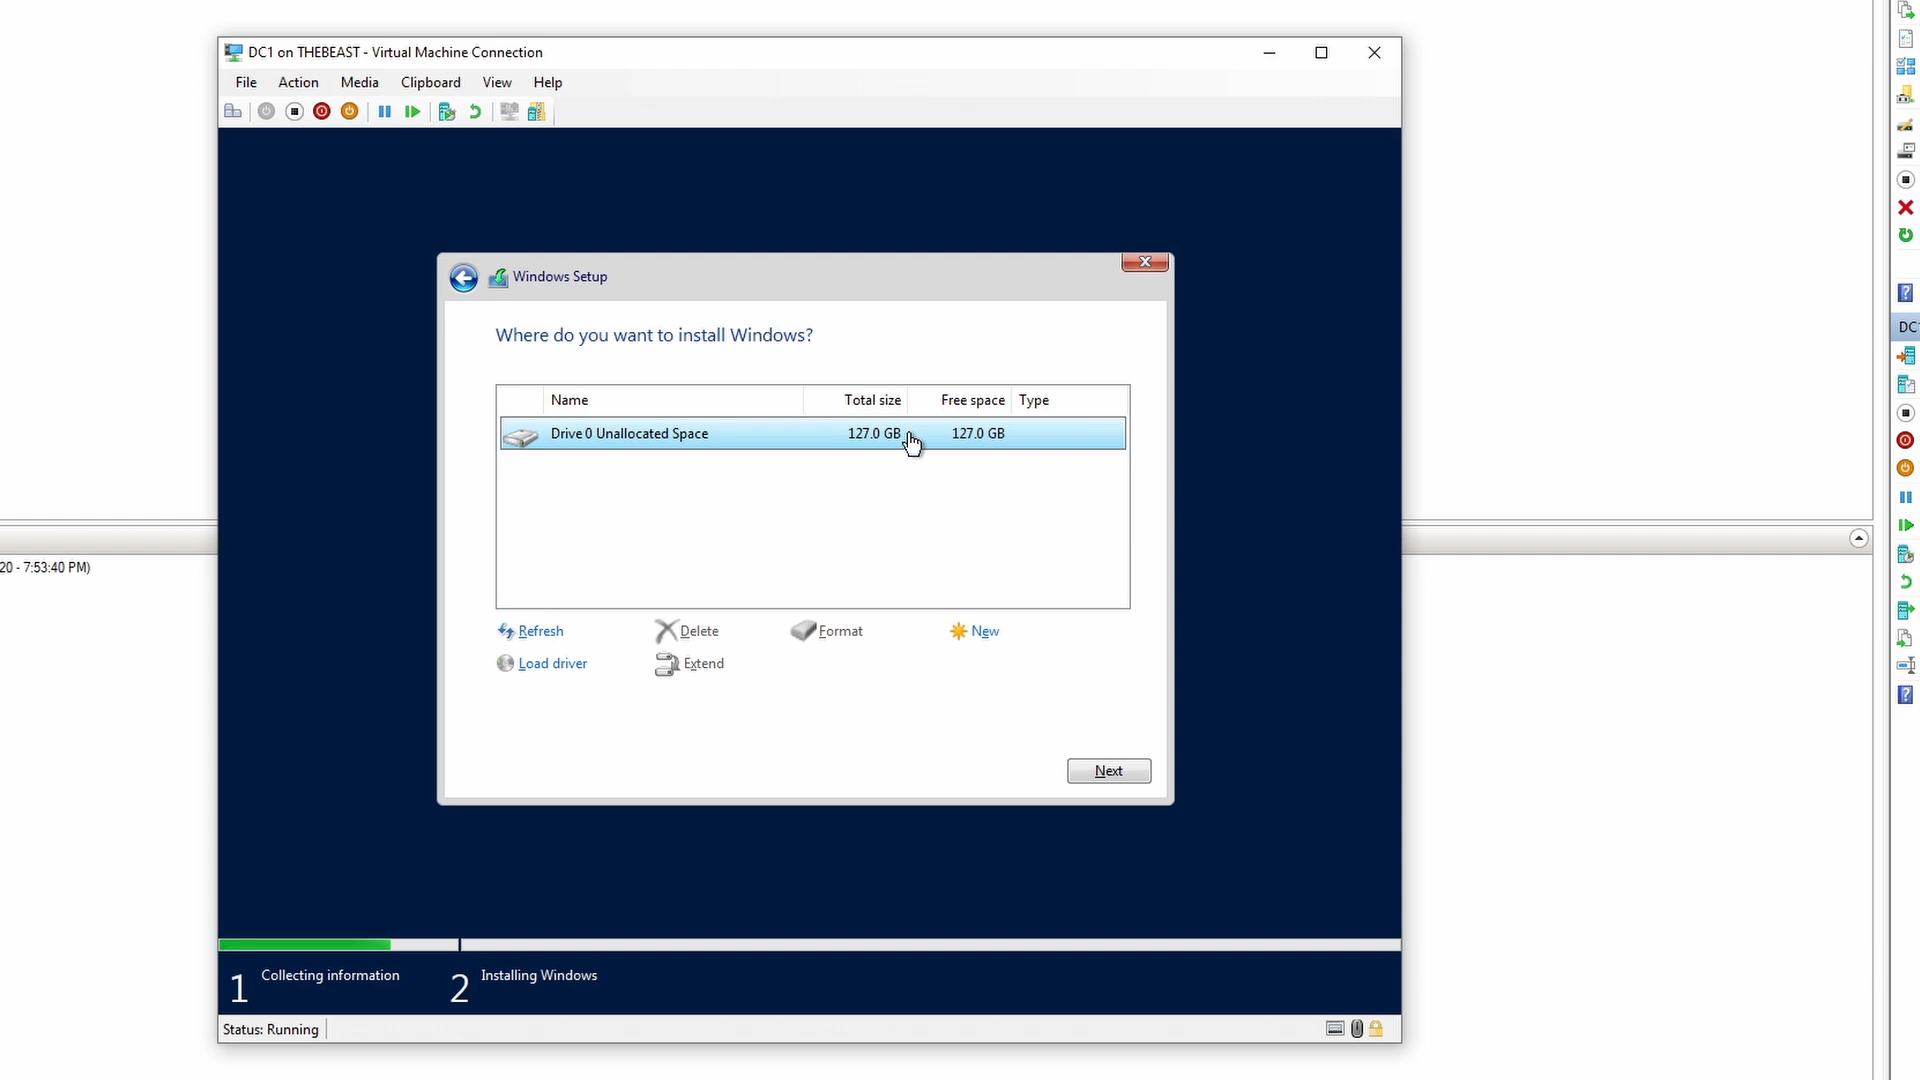 DC1 on THEBEAST - Virtual Machine Connection
File Action Media Clipboard View Help
Windows Setup
Where do you want to install Windows?
Name Total size Free space Type
Drive 0 Unallocated Space 127.0 GB 127.0 GB
Refresh Delete Format New
Load driver Extend
Next
1 Collecting information 2 Installing Windows
Status: Running
20 - 7:53:40 PM)
DC1